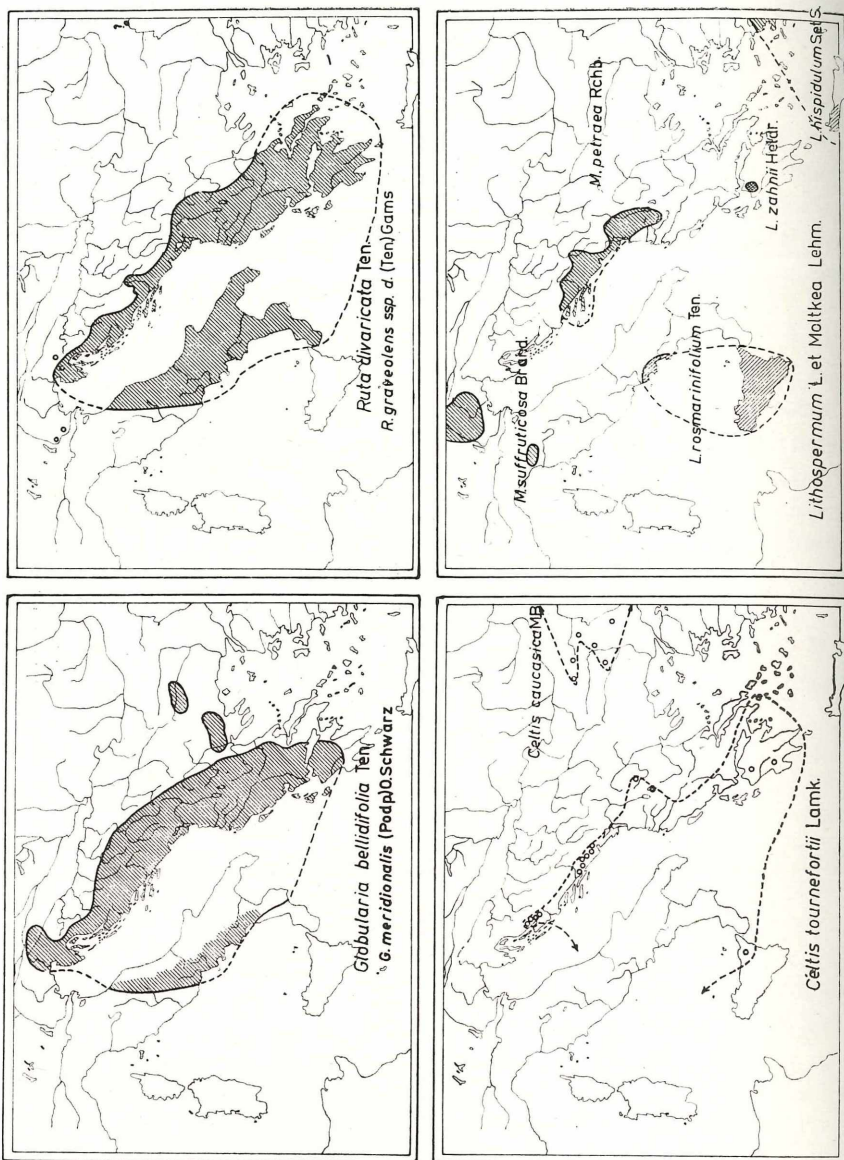 Globularia bellidifolia Ten.
G. meridionalis (Podp.) O. Schwarz
Ruta divaricata Ten.
R. graveolens ssp. d. (Ten) Gams
?
Celtis caucasica MB.
Celtis tournefortii Lamk.
M. suffruticosa Brand.
M. petraea Rchb.
L. rosmarinifolium Ten.
L. zahnii Heldr.
L. hispidulum Set S.
Lithospermum L. et Moltkea Lehm.